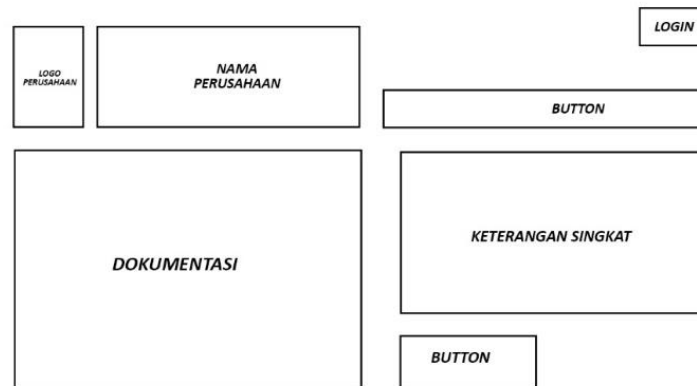 LOGIN
LOGO
PERUSAHAAN
NAMA
PERUSAHAAN
BUTTON
DOKUMENTASI
KETERANGAN SINGKAT
BUTTON